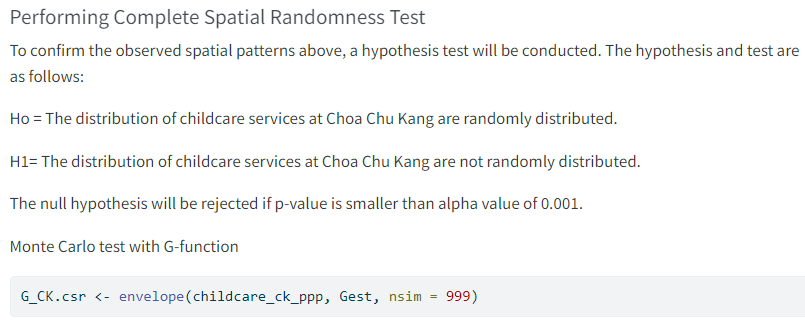 Performing Complete Spatial Randomness Test
To confirm the observed spatial patterns above, a hypothesis test will be conducted. The hypothesis and test are
as follows:
Ho = The distribution of childcare services at Choa Chu Kang are randomly distributed.
H1= The distribution of childcare services at Choa Chu Kang are not randomly distributed.
The null hypothesis will be rejected if p-value is smaller than alpha value of 0.001.
Monte Carlo test with G-function
G_CK.csr <- envelope(childcare_ck_ppp, Gest, nsim = 999)